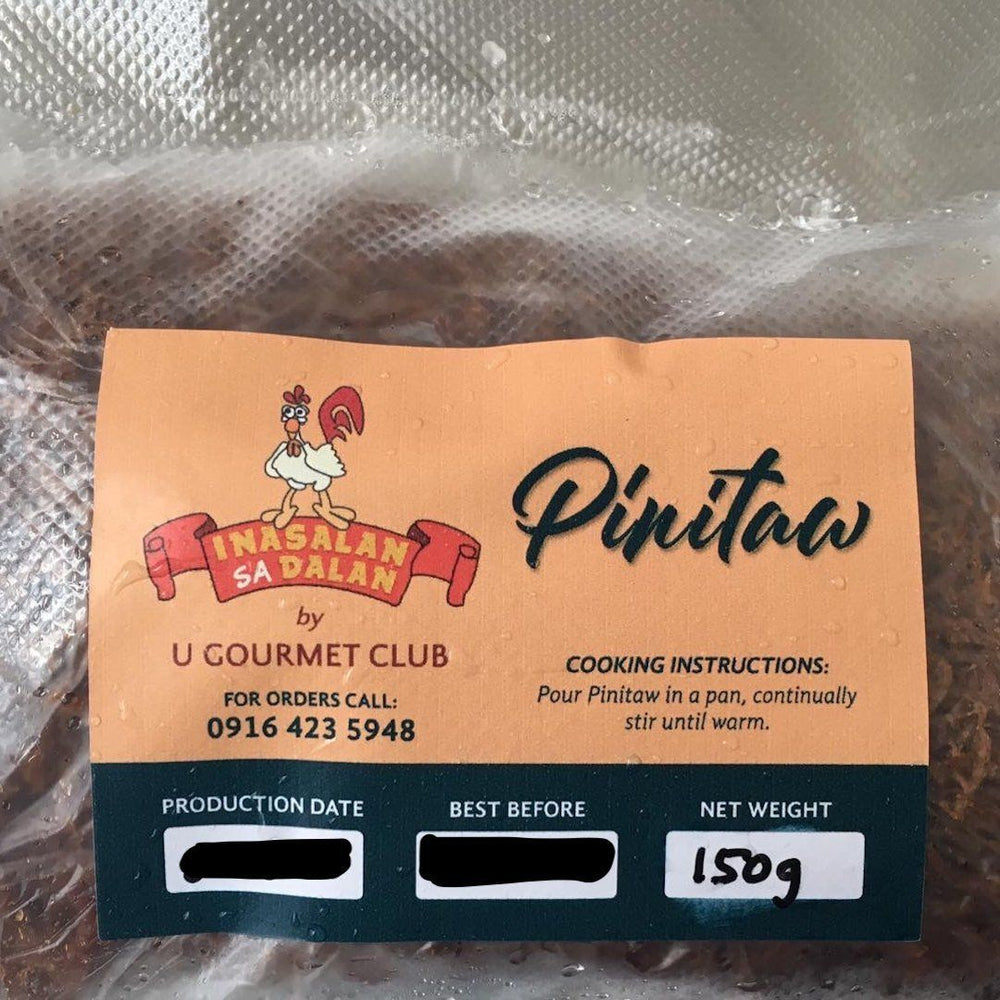 INASALAN
SA DALAN
by
U GOURMET CLUB
FOR ORDERS CALL:
0916 423 5948
Pinitaw
COOKING INSTRUCTIONS:
Pour Pinitaw in a pan, continually
stir until warm.
PRODUCTION DATE
BEST BEFORE
NET WEIGHT
150g